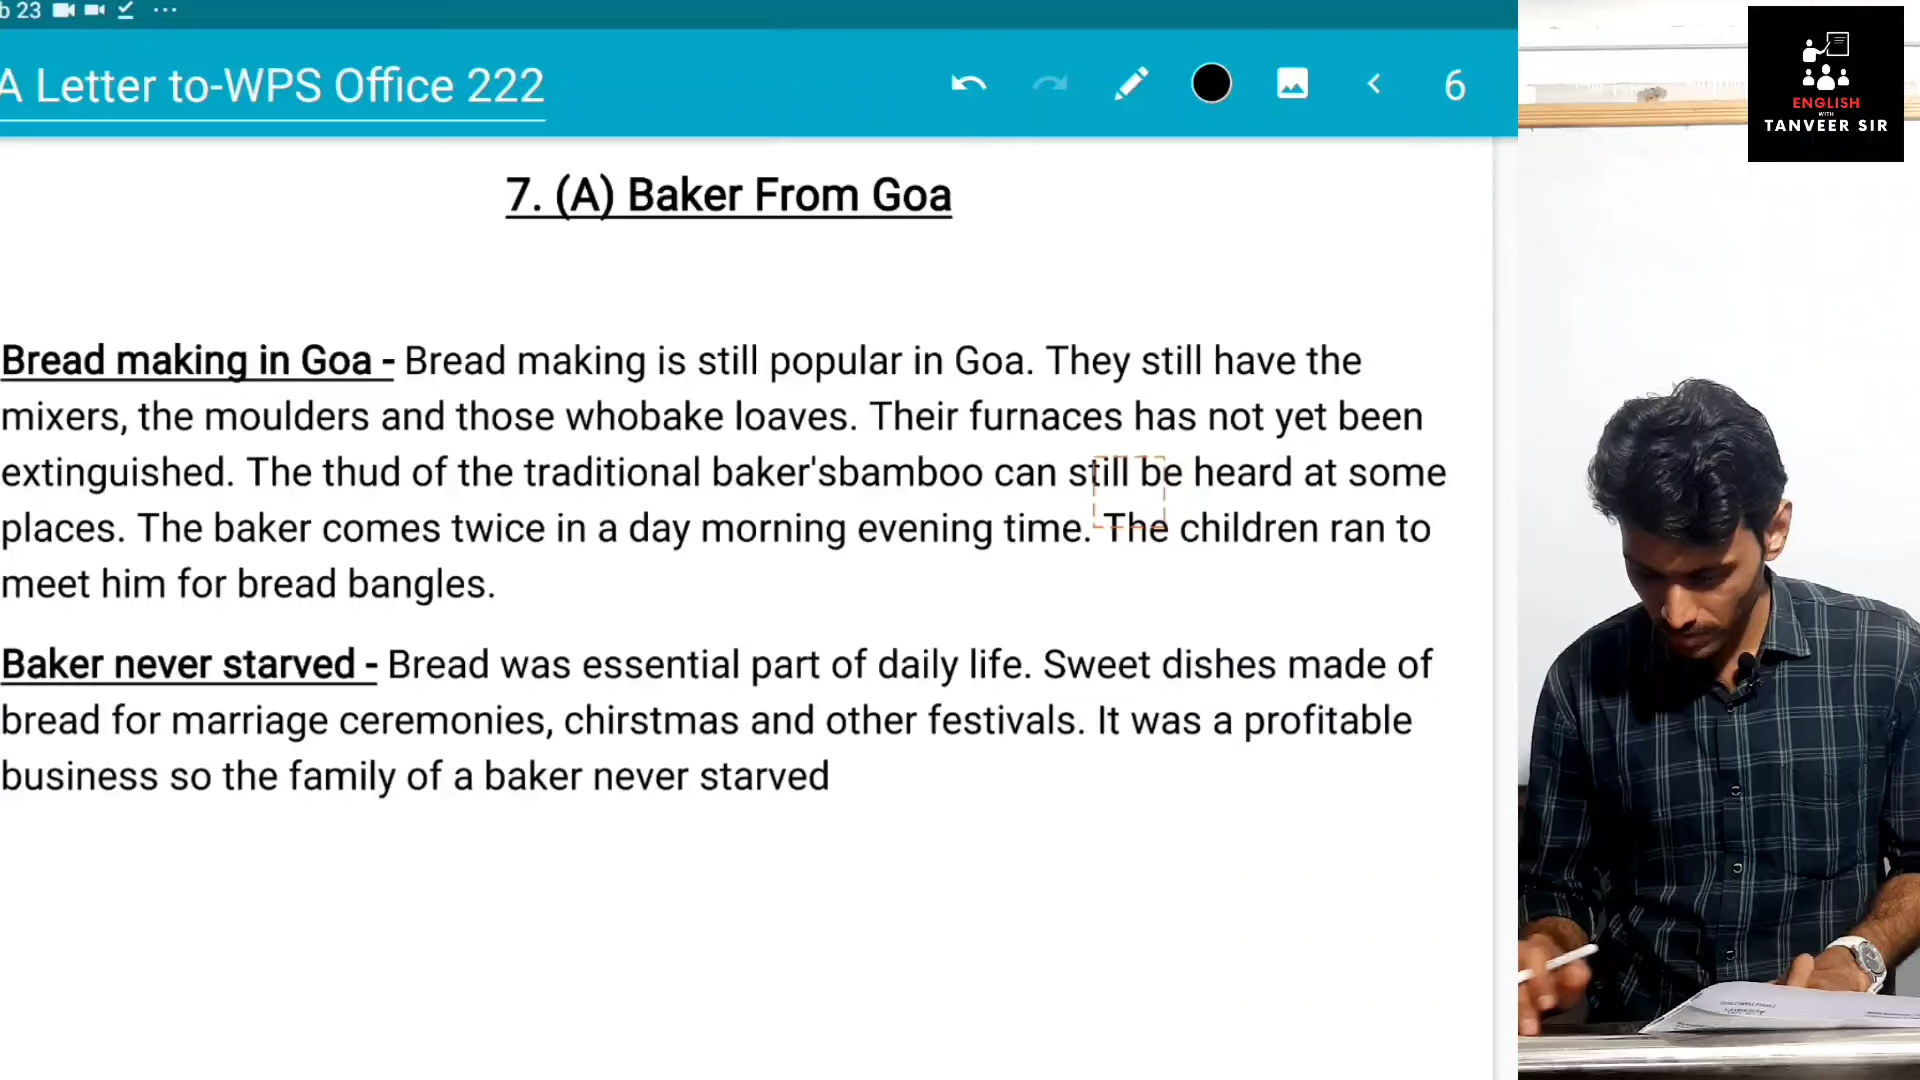 b 23
A Letter to-WPS Office 222
6
ENGLISH
WITH
TANVEER SIR
7. (A) Baker From Goa
Bread making in Goa - Bread making is still popular in Goa. They still have the
mixers, the moulders and those whobake loaves. Their furnaces has not yet been
extinguished. The thud of the traditional baker'sbamboo can still be heard at some
places. The baker comes twice in a day morning evening time. The children ran to
meet him for bread bangles.
Baker never starved - Bread was essential part of daily life. Sweet dishes made of
bread for marriage ceremonies, chirstmas and other festivals. It was a profitable
business so the family of a baker never starved